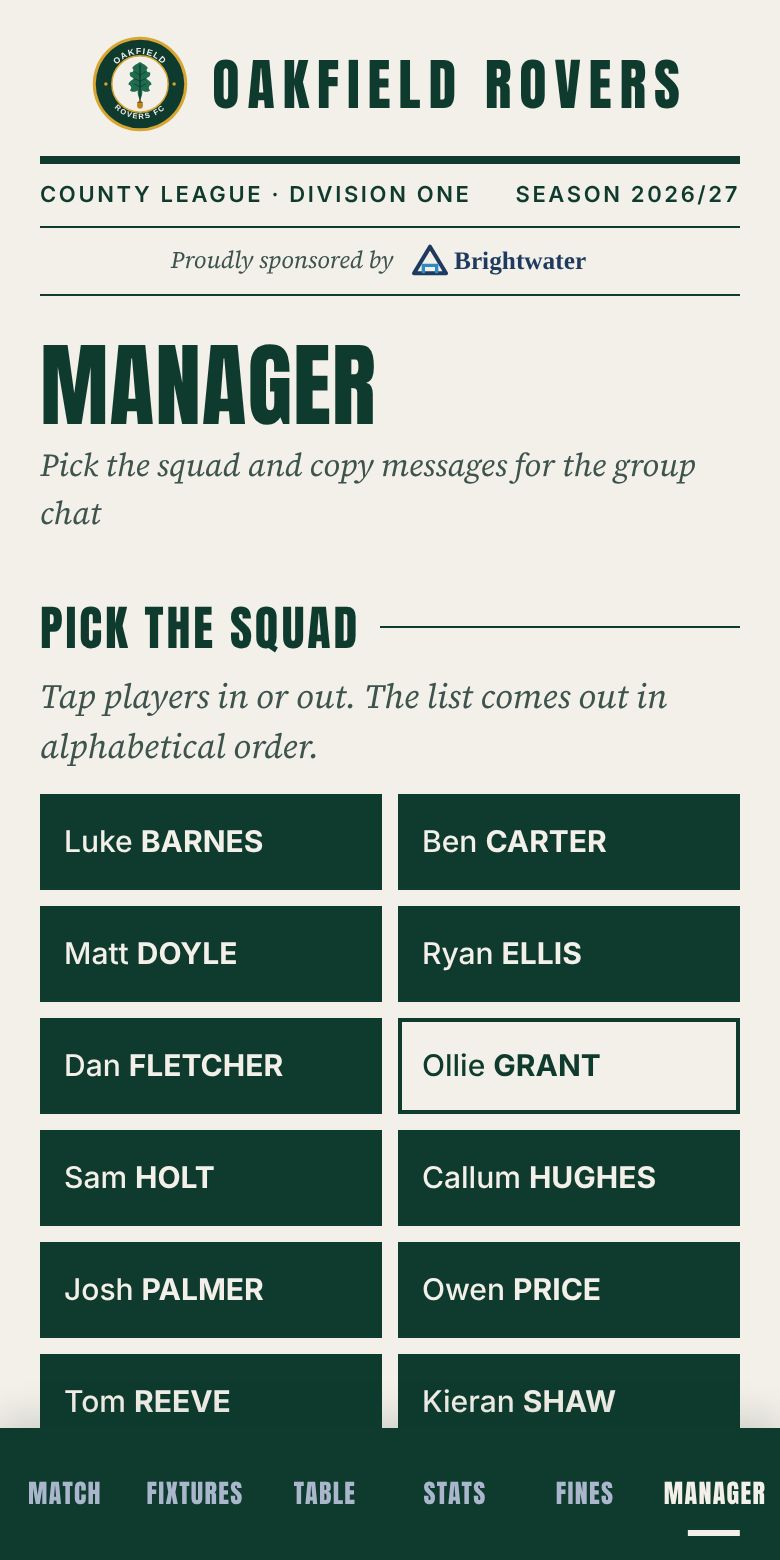 OAKFIELD
ROVERS FC
OAKFIELD ROVERS
COUNTY LEAGUE · DIVISION ONE SEASON 2026/27
Proudly sponsored by Brightwater
MANAGER
Pick the squad and copy messages for the group
chat
PICK THE SQUAD
Tap players in or out. The list comes out in
alphabetical order.
Luke BARNES Ben CARTER
Matt DOYLE Ryan ELLIS
Dan FLETCHER Ollie GRANT
Sam HOLT Callum HUGHES
Josh PALMER Owen PRICE
Tom REEVE Kieran SHAW
MATCH FIXTURES TABLE STATS FINES MANAGER